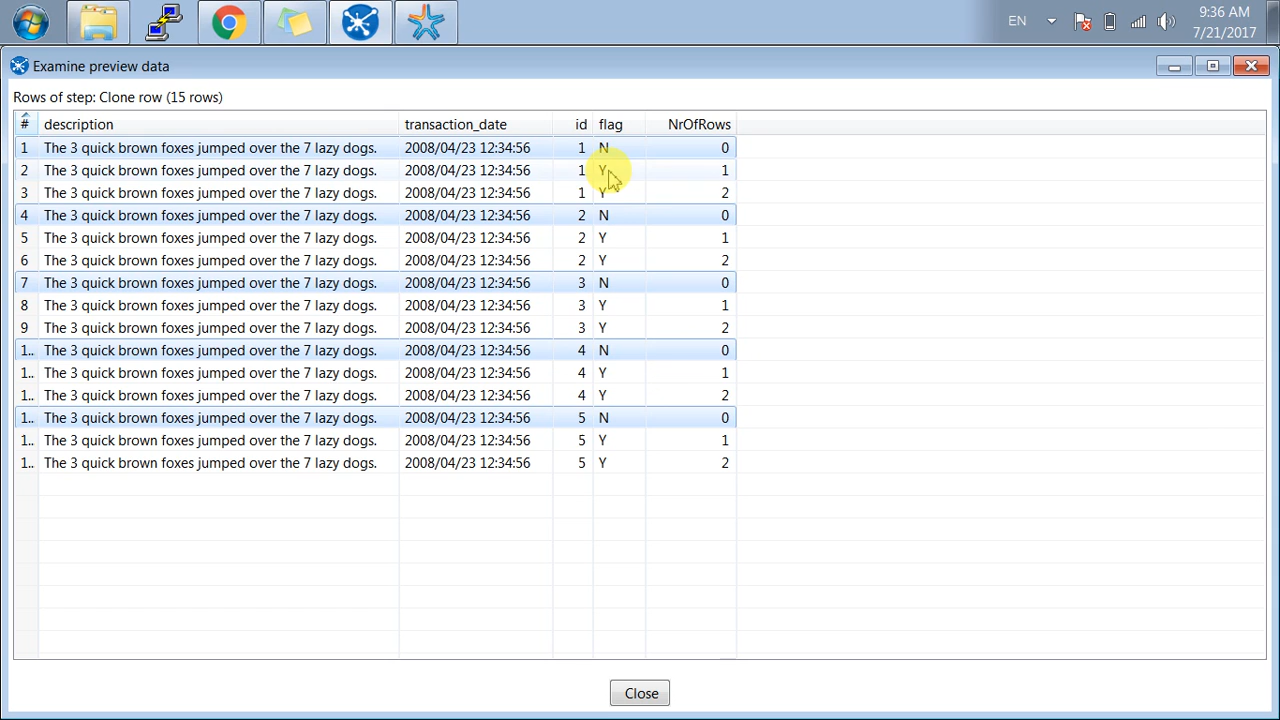 EN
9:36 AM
7/21/2017
Examine preview data
Rows of step: Clone row (15 rows)
# description transaction_date id flag NrOfRows
1 The 3 quick brown foxes jumped over the 7 lazy dogs. 2008/04/23 12:34:56 1 N 0
2 The 3 quick brown foxes jumped over the 7 lazy dogs. 2008/04/23 12:34:56 1 Y 1
3 The 3 quick brown foxes jumped over the 7 lazy dogs. 2008/04/23 12:34:56 1 Y 2
4 The 3 quick brown foxes jumped over the 7 lazy dogs. 2008/04/23 12:34:56 2 N 0
5 The 3 quick brown foxes jumped over the 7 lazy dogs. 2008/04/23 12:34:56 2 Y 1
6 The 3 quick brown foxes jumped over the 7 lazy dogs. 2008/04/23 12:34:56 2 Y 2
7 The 3 quick brown foxes jumped over the 7 lazy dogs. 2008/04/23 12:34:56 3 N 0
8 The 3 quick brown foxes jumped over the 7 lazy dogs. 2008/04/23 12:34:56 3 Y 1
9 The 3 quick brown foxes jumped over the 7 lazy dogs. 2008/04/23 12:34:56 3 Y 2
1.. The 3 quick brown foxes jumped over the 7 lazy dogs. 2008/04/23 12:34:56 4 N 0
1.. The 3 quick brown foxes jumped over the 7 lazy dogs. 2008/04/23 12:34:56 4 Y 1
1.. The 3 quick brown foxes jumped over the 7 lazy dogs. 2008/04/23 12:34:56 4 Y 2
1.. The 3 quick brown foxes jumped over the 7 lazy dogs. 2008/04/23 12:34:56 5 N 0
1.. The 3 quick brown foxes jumped over the 7 lazy dogs. 2008/04/23 12:34:56 5 Y 1
1.. The 3 quick brown foxes jumped over the 7 lazy dogs. 2008/04/23 12:34:56 5 Y 2
Close